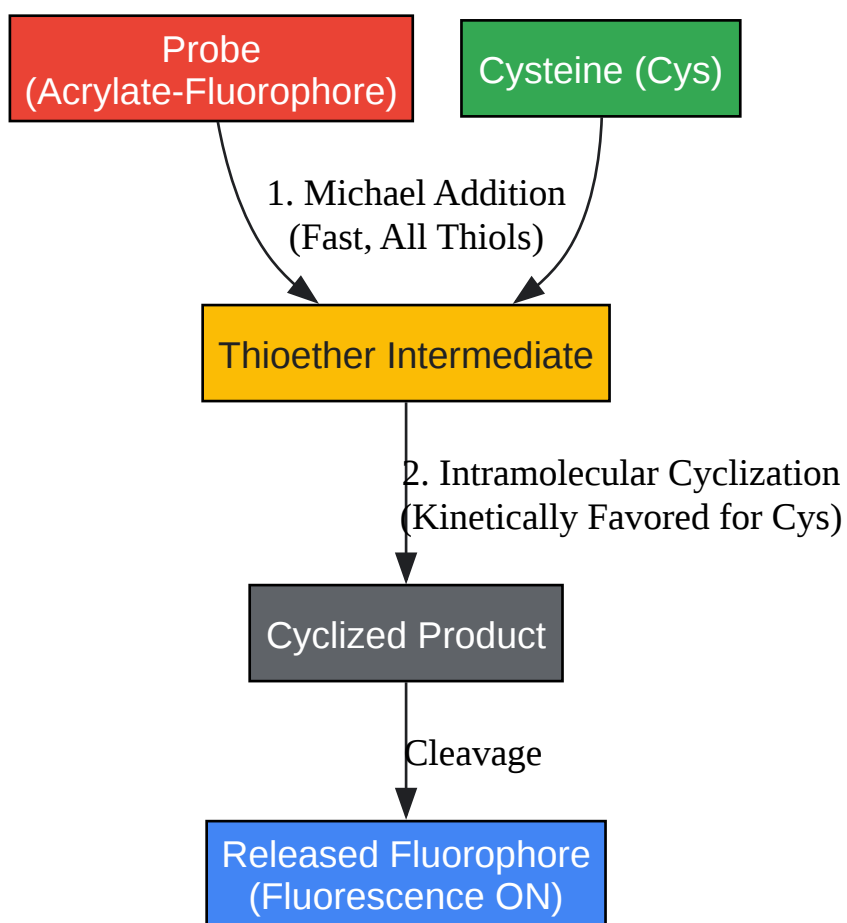 Probe
(Acrylate-Fluorophore)
Cysteine (Cys)
1. Michael Addition
(Fast, All Thiols)
Thioether Intermediate
2. Intramolecular Cyclization
(Kinetically Favored for Cys)
Cyclized Product
Cleavage
Released Fluorophore
(Fluorescence ON)